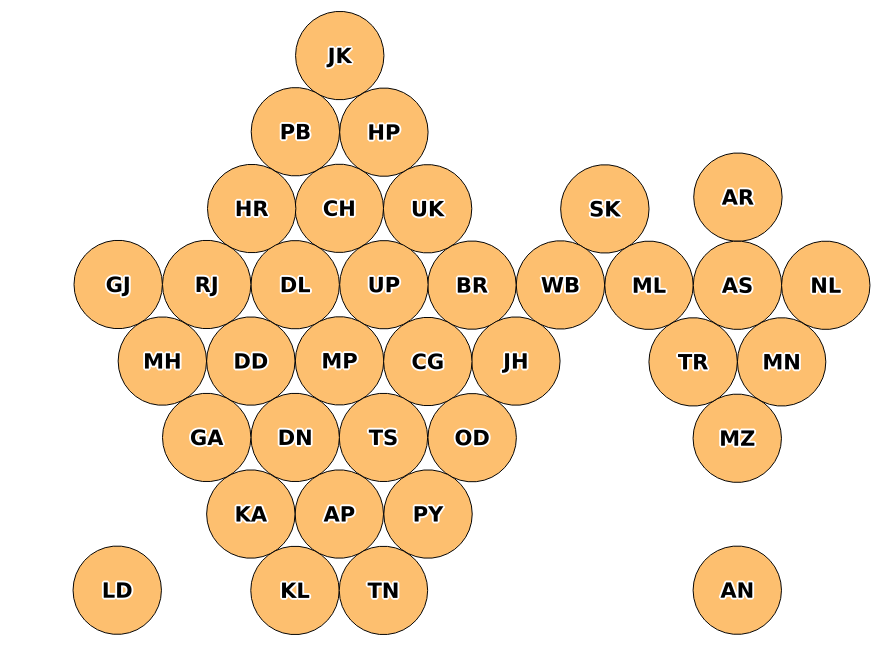 JK
PB HP
HR CH UK SK AR
GJ RJ DL UP BR WB ML AS NL
MH DD MP CG JH TR MN
GA DN TS OD MZ
KA AP PY
LD KL TN AN